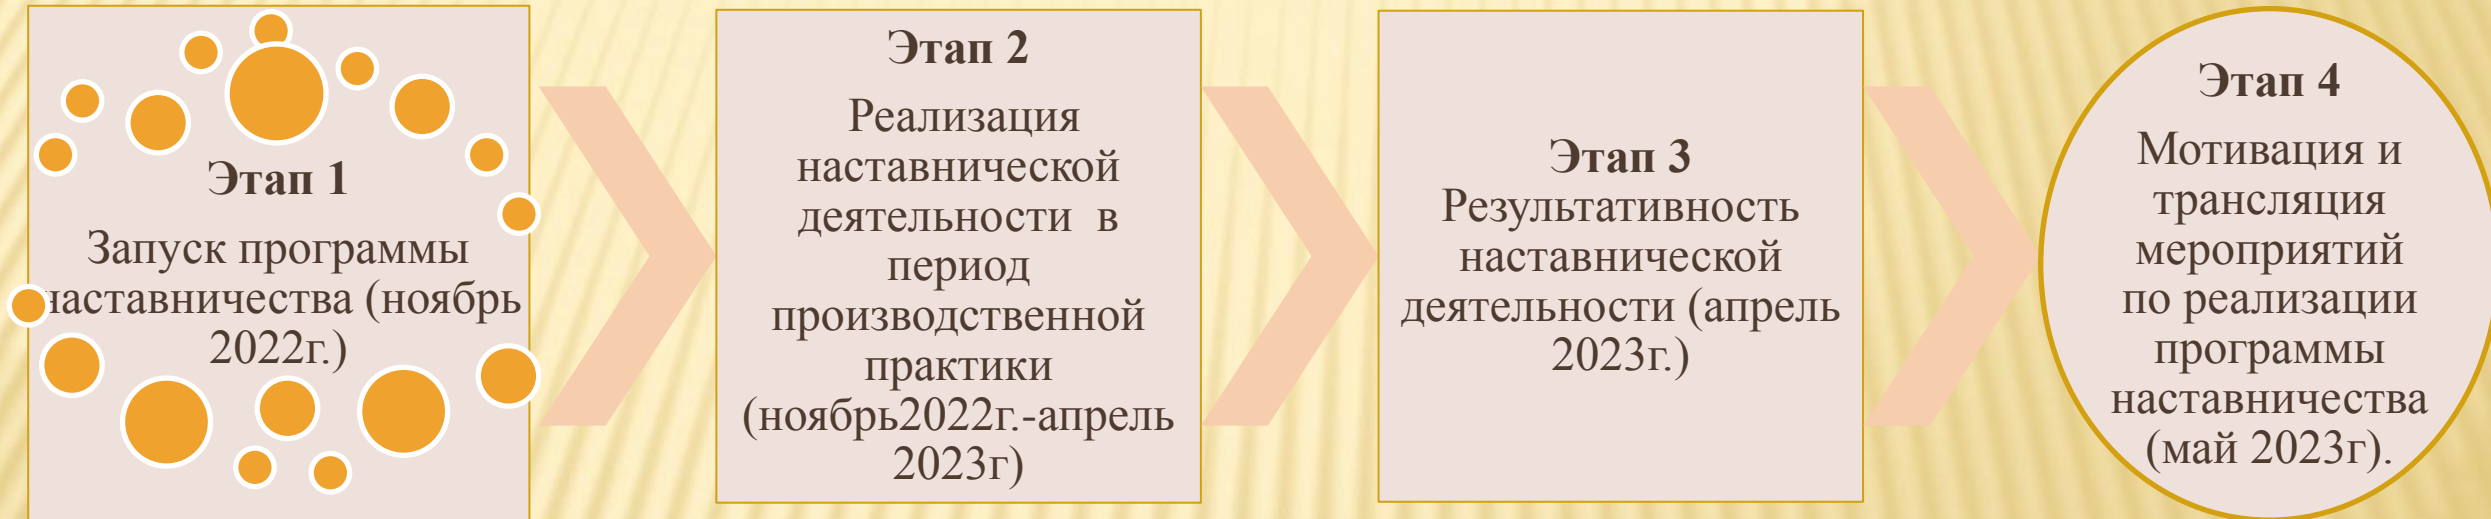 Этап 1
Запуск программы
наставничества (ноябрь
2022г.)
Этап 2
Реализация
наставнической
деятельности в
период
производственной
практики
(ноябрь2022г.-апрель
2023г)
Этап 3
Результативность
наставнической
деятельности (апрель
2023г.)
Этап 4
Мотивация и
трансляция
мероприятий
по реализации
программы
наставничества
(май 2023г).